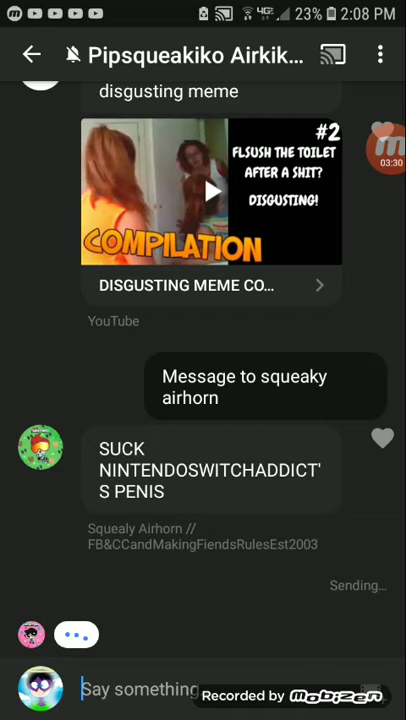 23% 2:08 PM
Pipsqueakiko Airkik...
disgusting meme
#2
FLSUSH THE TOILET
AFTER A SHIT?
DISGUSTING!
COMPILATION
03:30
DISGUSTING MEME CO...
YouTube
Message to squeaky
airhorn
SUCK
NINTENDOSWITCHADDICT'
S PENIS
Squealy Airhorn //
FB&CCandMakingFiendsRulesEst2003
Sending...
Say something
Recorded by Mobizen